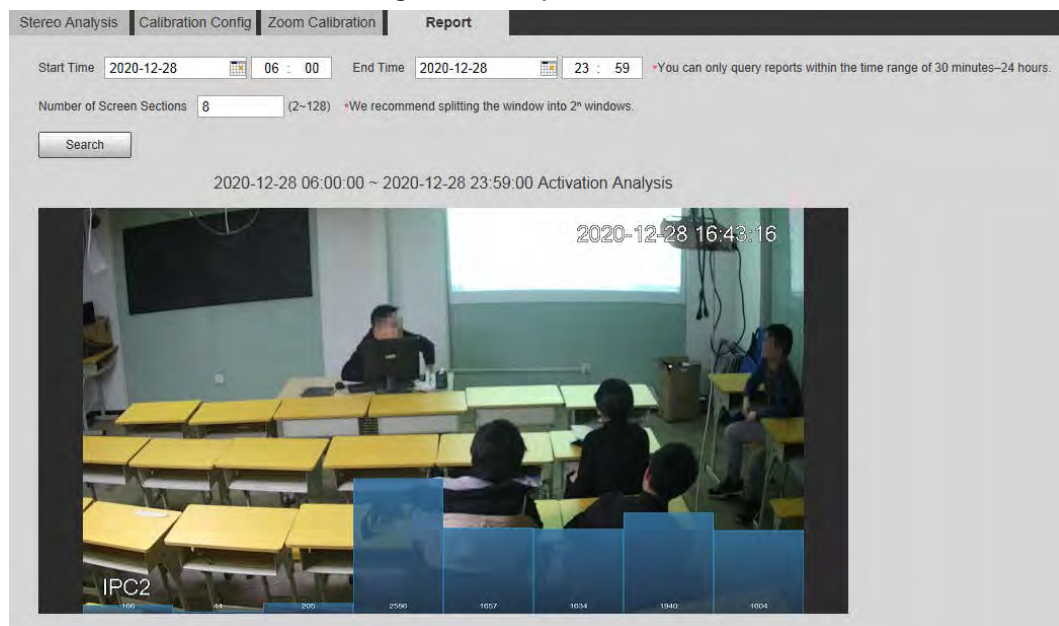 Stereo Analysis Calibration Config Zoom Calibration Report
Start Time 2020-12-28 06 : 00 End Time 2020-12-28 23 : 59 *You can only query reports within the time range of 30 minutes–24 hours.
Number of Screen Sections 8 (2~128) *We recommend splitting the window into 2ⁿ windows.
Search
2020-12-28 06:00:00 ~ 2020-12-28 23:59:00 Activation Analysis
2020-12-28 16:43:16
IPC2
166 44 205 2590 1657 1634 1940 1604